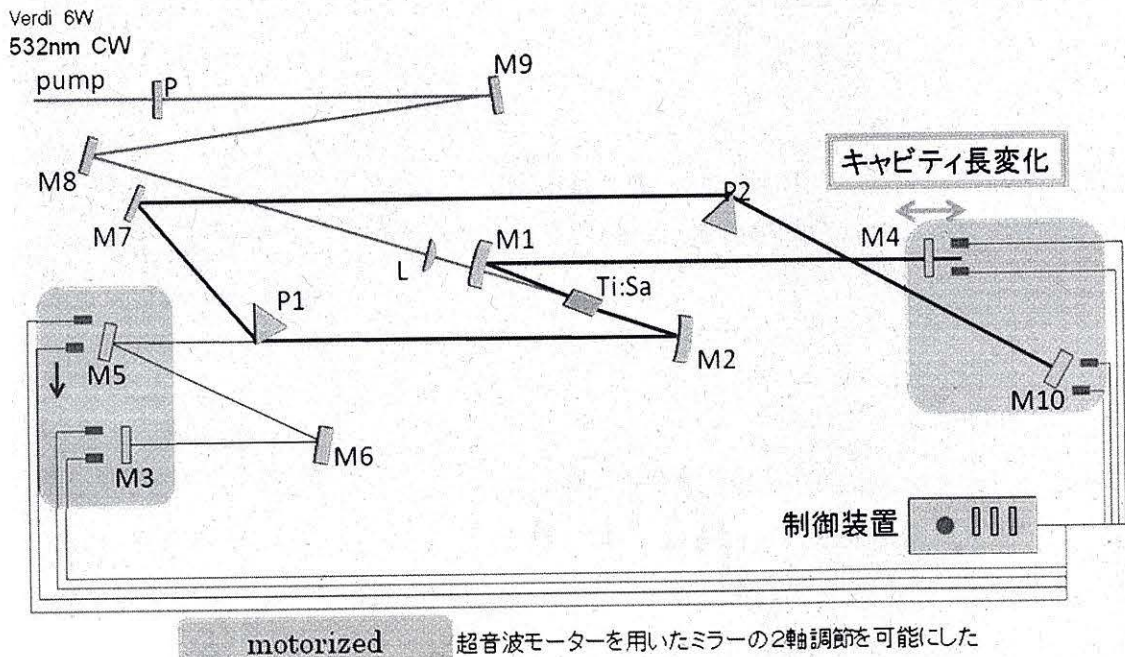 Verdi 6W
532nm CW
pump
P
M9
M8
キャビティ長変化
M7
P2
M4
M1
L
Ti:Sa
P1
M2
M5
M10
M6
M3
制御装置
motorized
超音波モーターを用いたミラーの2軸調節を可能にした